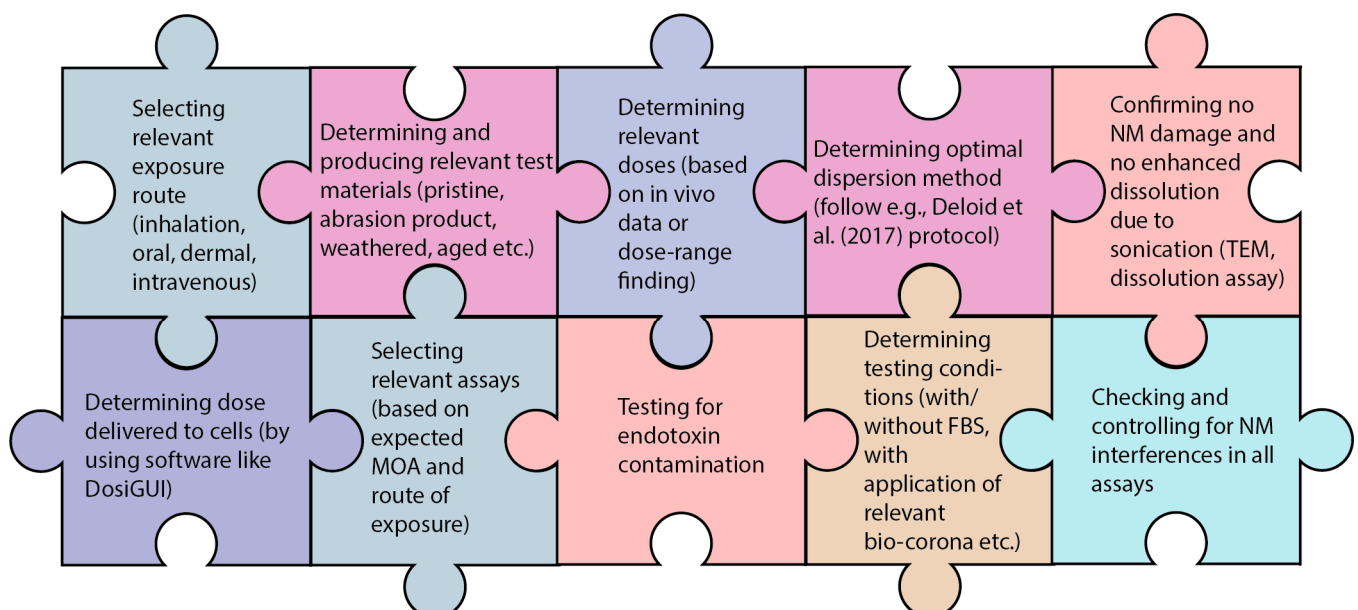 Selecting
relevant
exposure
route
(inhalation,
oral, dermal,
intravenous)
Determining and
producing relevant test
materials (pristine,
abrasion product,
weathered, aged etc.)
Determining
relevant
doses (based
on in vivo
data or
dose-range
finding)
Determining optimal
dispersion method
(follow e.g., Deloid et
al. (2017) protocol)
Confirming no
NM damage and
no enhanced
dissolution
due to
sonication (TEM,
dissolution assay)
Determining dose
delivered to cells (by
using software like
DosiGUI)
Selecting
relevant assays
(based on
expected
MOA and
route of
exposure)
Testing for
endotoxin
contamination
Determining
testing condi-
tions (with/
without FBS,
with
application of
relevant
bio-corona etc.)
Checking and
controlling for NM
interferences in all
assays